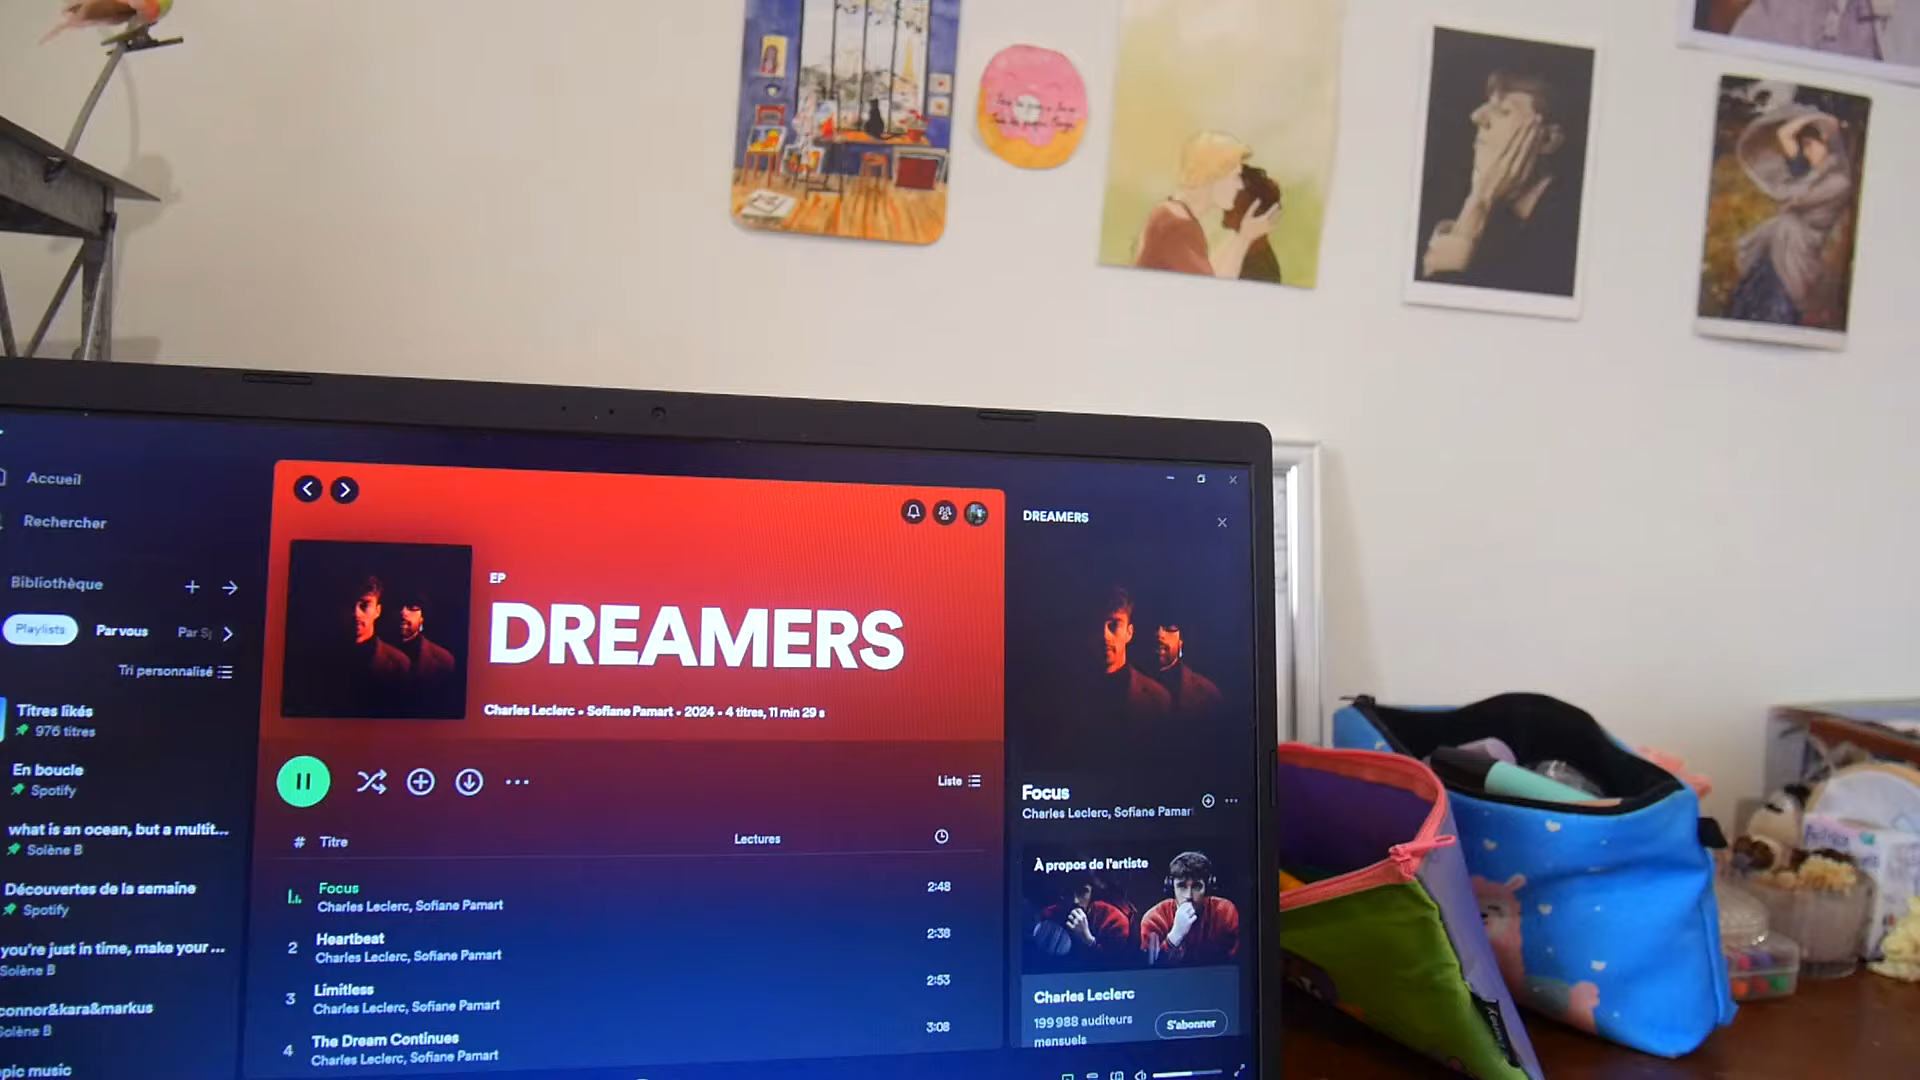 Accueil
Rechercher
Bibliothèque
Playlists
Par vous
Tri personnalisé
Titres likés
976 titres
En boucle
Spotify
what is an ocean, but a multit...
Solène B
Découvertes de la semaine
Spotify
you're just in time, make your ...
Solène B
connor&kara&markus
Solène B
music
EP
DREAMERS
Charles Leclerc • Sofiane Pamart • 2024 • 4 titres, 11 min 29 s
Liste
# Titre Lectures
Focus 2:48
Charles Leclerc, Sofiane Pamart
2 Heartbeat 2:38
Charles Leclerc, Sofiane Pamart
3 Limitless 2:53
Charles Leclerc, Sofiane Pamart
4 The Dream Continues 3:08
Charles Leclerc, Sofiane Pamart
DREAMERS
Focus
Charles Leclerc, Sofiane Pamar
À propos de l'artiste
Charles Leclerc
199 988 auditeurs
mensuels
S'abonner